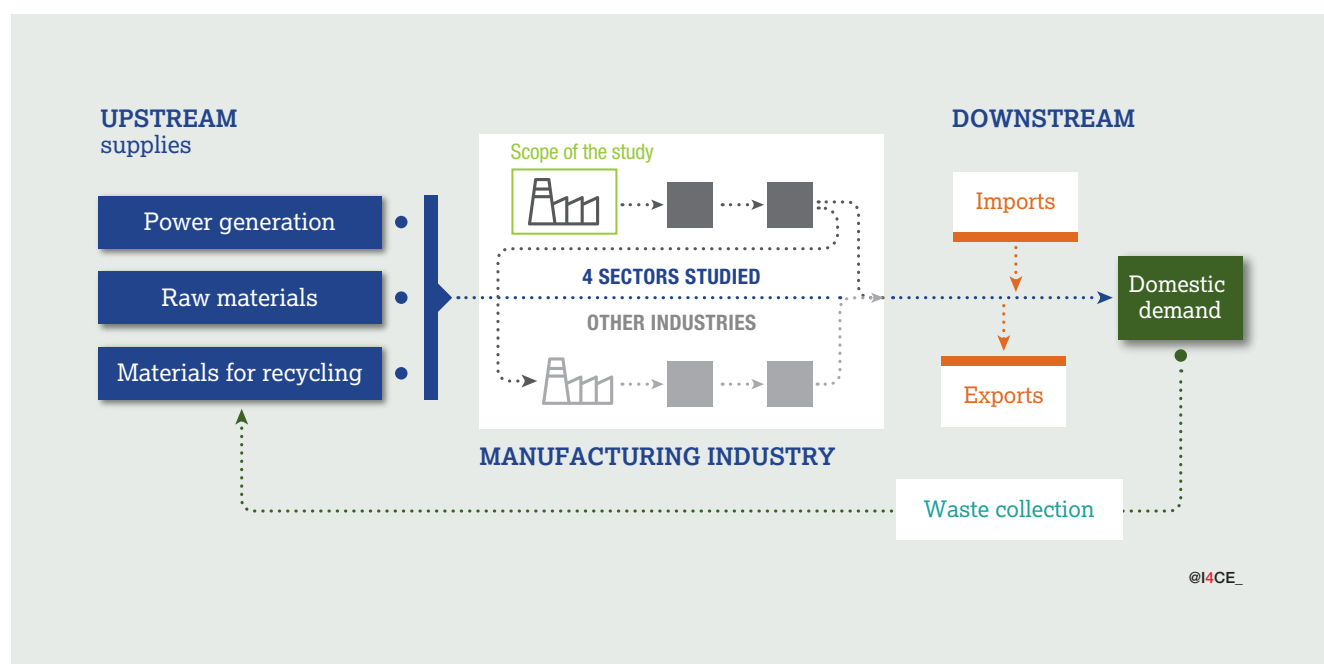 UPSTREAM
supplies
Power generation
Raw materials
Materials for recycling
Scope of the study
4 SECTORS STUDIED
OTHER INDUSTRIES
MANUFACTURING INDUSTRY
DOWNSTREAM
Imports
Domestic
demand
Exports
Waste collection
@I4CE_